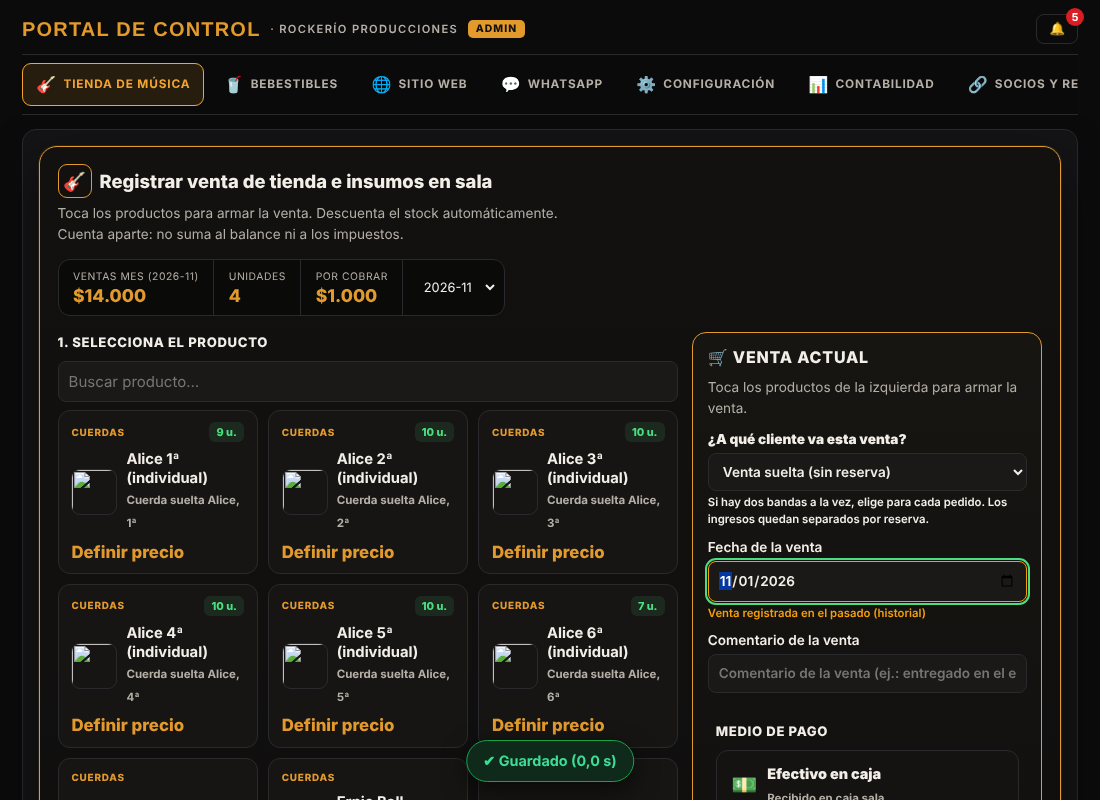 PORTAL DE CONTROL · ROCKERÍO PRODUCCIONES ADMIN
5
TIENDA DE MÚSICA BEBESTIBLES SITIO WEB WHATSAPP CONFIGURACIÓN CONTABILIDAD SOCIOS Y RE
Registrar venta de tienda e insumos en sala
Toca los productos para armar la venta. Descuenta el stock automáticamente.
Cuenta aparte: no suma al balance ni a los impuestos.
VENTAS MES (2026-11) UNIDADES POR COBRAR
$14.000 4 $1.000 2026-11
1. SELECCIONA EL PRODUCTO
Buscar producto...
CUERDAS 9 u.
Alice 1ª
(individual)
Cuerda suelta Alice,
1ª
Definir precio
CUERDAS 10 u.
Alice 2ª
(individual)
Cuerda suelta Alice,
2ª
Definir precio
CUERDAS 10 u.
Alice 3ª
(individual)
Cuerda suelta Alice,
3ª
Definir precio
CUERDAS 10 u.
Alice 4ª
(individual)
Cuerda suelta Alice,
4ª
Definir precio
CUERDAS 10 u.
Alice 5ª
(individual)
Cuerda suelta Alice,
5ª
Definir precio
CUERDAS 7 u.
Alice 6ª
(individual)
Cuerda suelta Alice,
6ª
Definir precio
CUERDAS
CUERDAS
Ernie Ball
✔ Guardado (0,0 s)
VENTA ACTUAL
Toca los productos de la izquierda para armar la
venta.
¿A qué cliente va esta venta?
Venta suelta (sin reserva)
Si hay dos bandas a la vez, elige para cada pedido. Los
ingresos quedan separados por reserva.
Fecha de la venta
11/01/2026
Venta registrada en el pasado (historial)
Comentario de la venta
Comentario de la venta (ej.: entregado en el e
MEDIO DE PAGO
Efectivo en caja
Recibido en caja sala